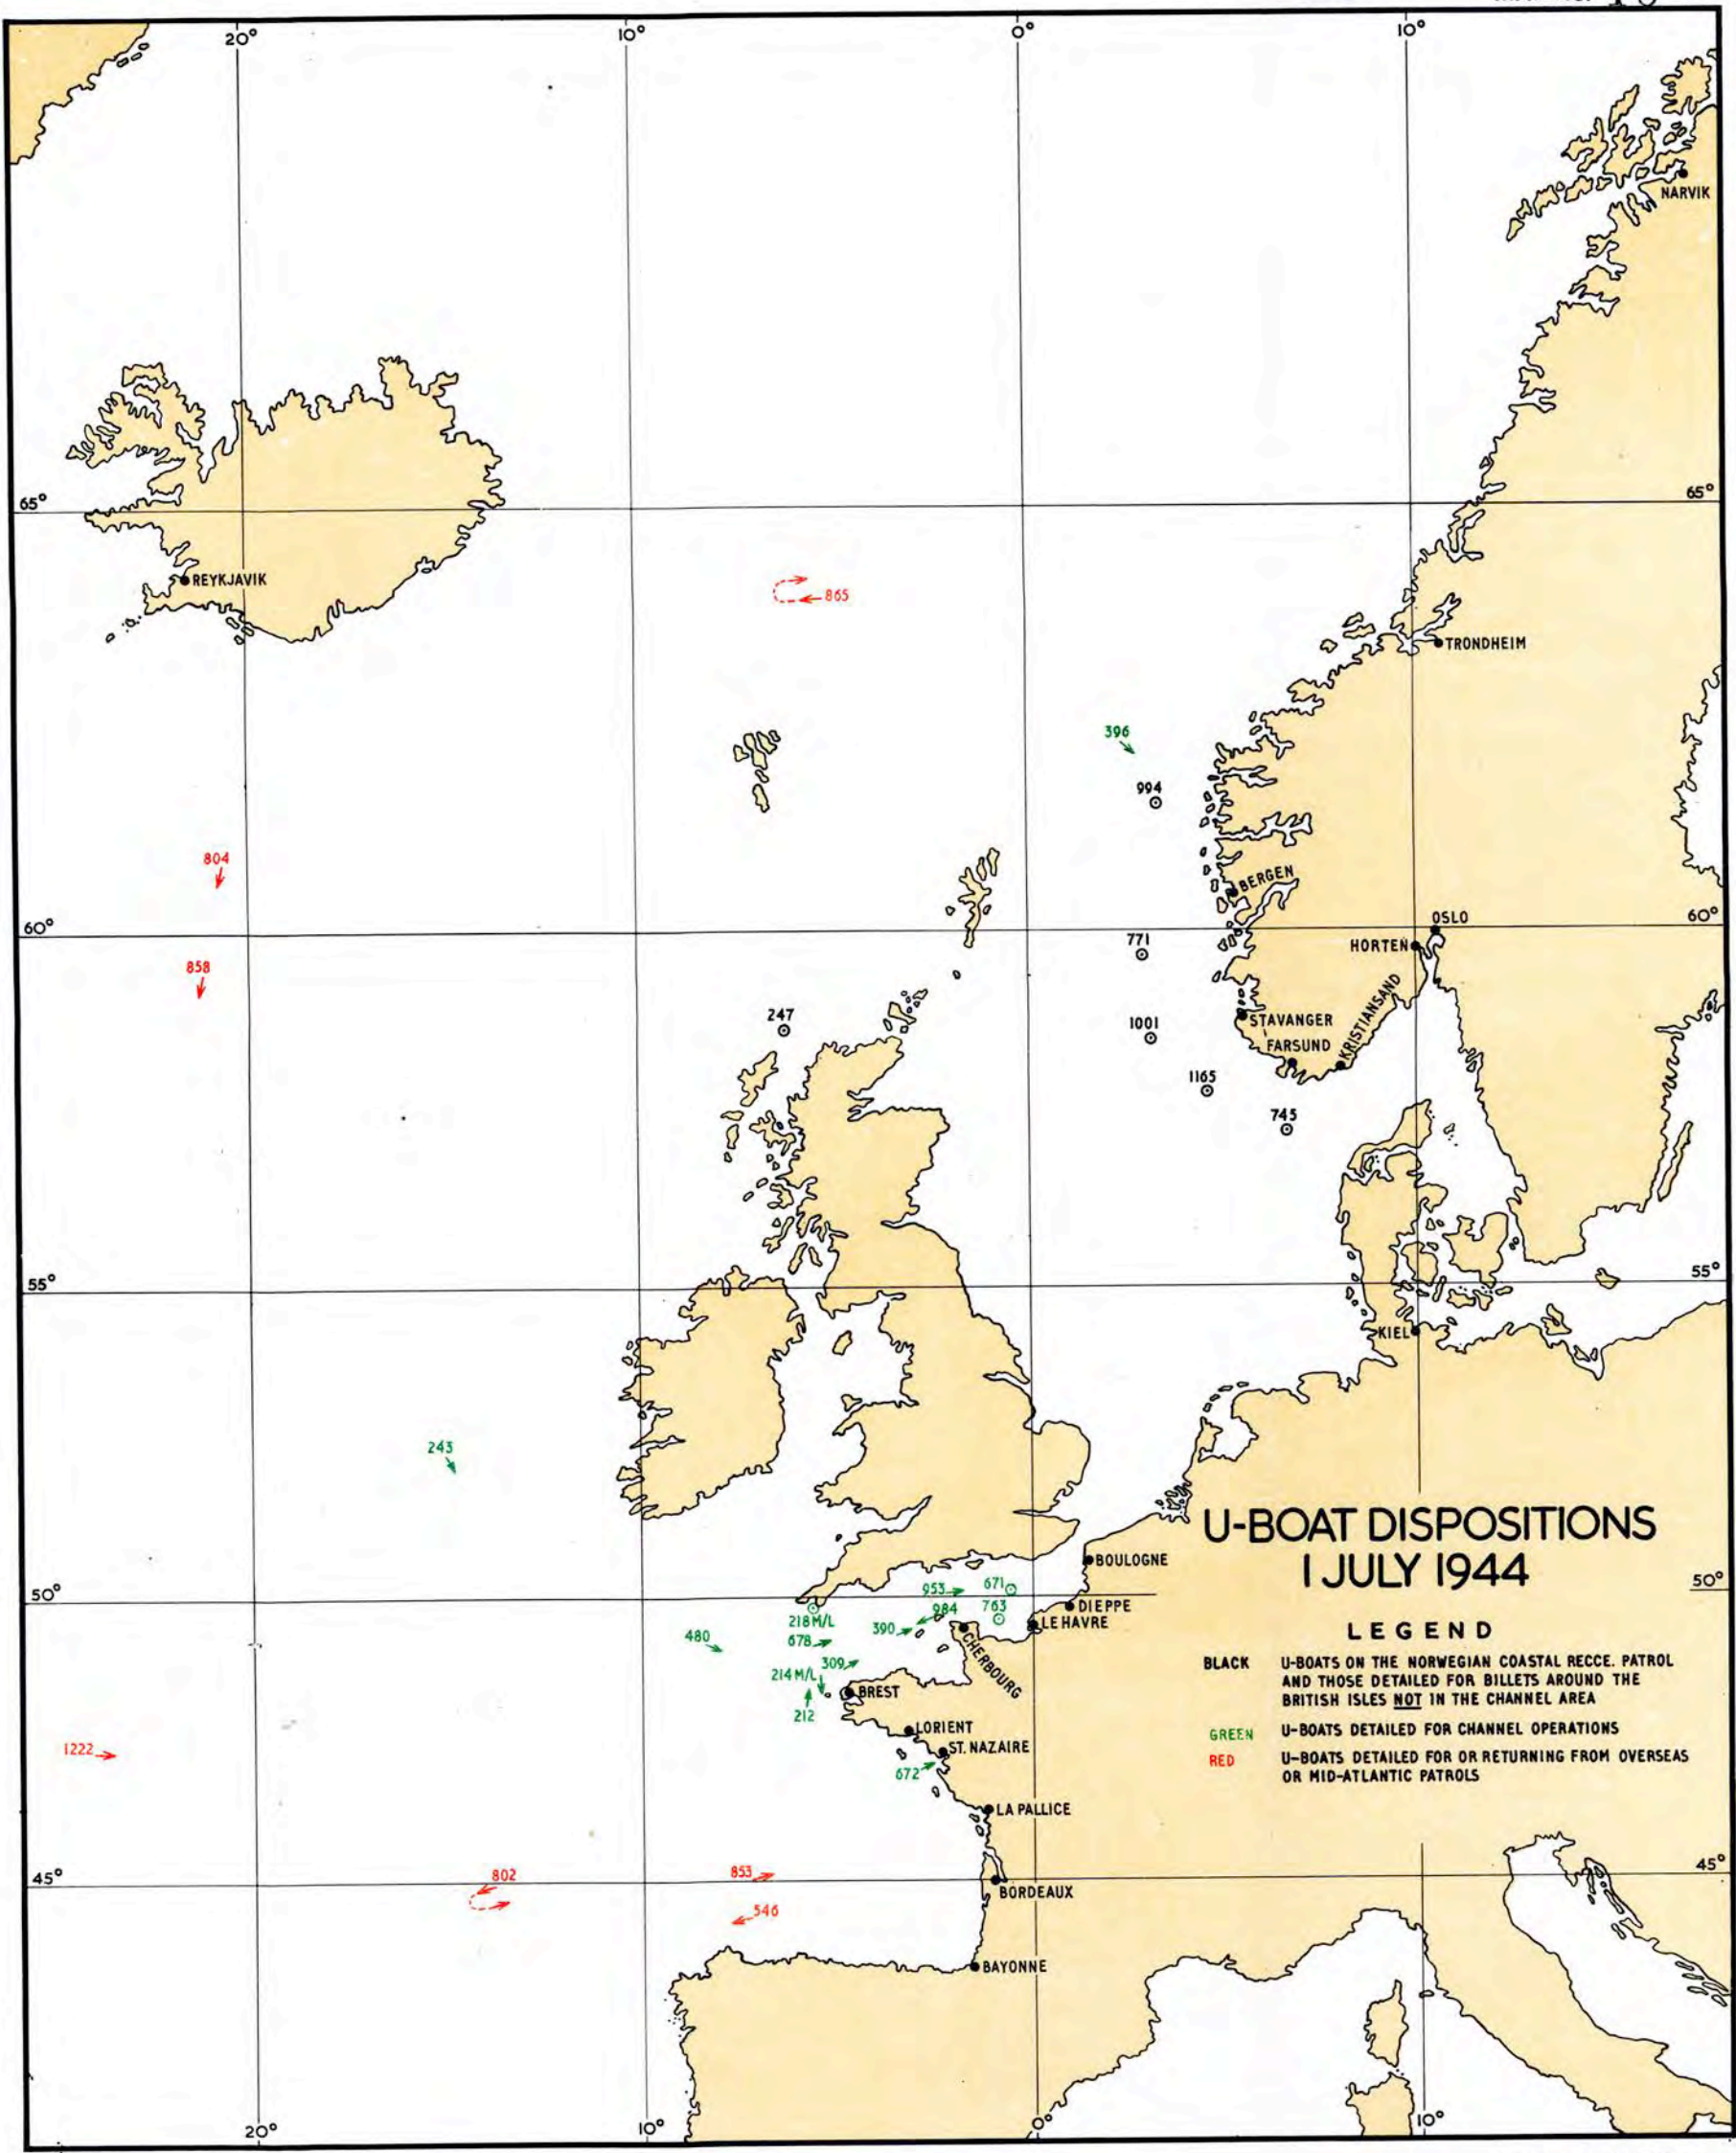 20°
10°
0°
10°
NARVIK
65°
65°
REYKJAVIK
865
TRONDHEIM
396
994
804
BERGEN
60°
OSLO
60°
771
HORTEN
858
KRISTIANSAND
247
1001
STAVANGER
FARSUND
1165
745
55°
55°
KIEL
243
U-BOAT DISPOSITIONS
1 JULY 1944
BOULOGNE
50°
50°
953
671
DIEPPE
984
763
218 M/L
390
LE HAVRE
480
678
CHERBOURG
309
214 M/L
BREST
212
LORIENT
1222
ST. NAZAIRE
672
LA PALLICE
LEGEND
BLACK U-BOATS ON THE NORWEGIAN COASTAL RECCE. PATROL
AND THOSE DETAILED FOR BILLETS AROUND THE
BRITISH ISLES NOT IN THE CHANNEL AREA
GREEN U-BOATS DETAILED FOR CHANNEL OPERATIONS
RED U-BOATS DETAILED FOR OR RETURNING FROM OVERSEAS
OR MID-ATLANTIC PATROLS
45°
802
853
45°
BORDEAUX
546
BAYONNE
20°
10°
0°
10°